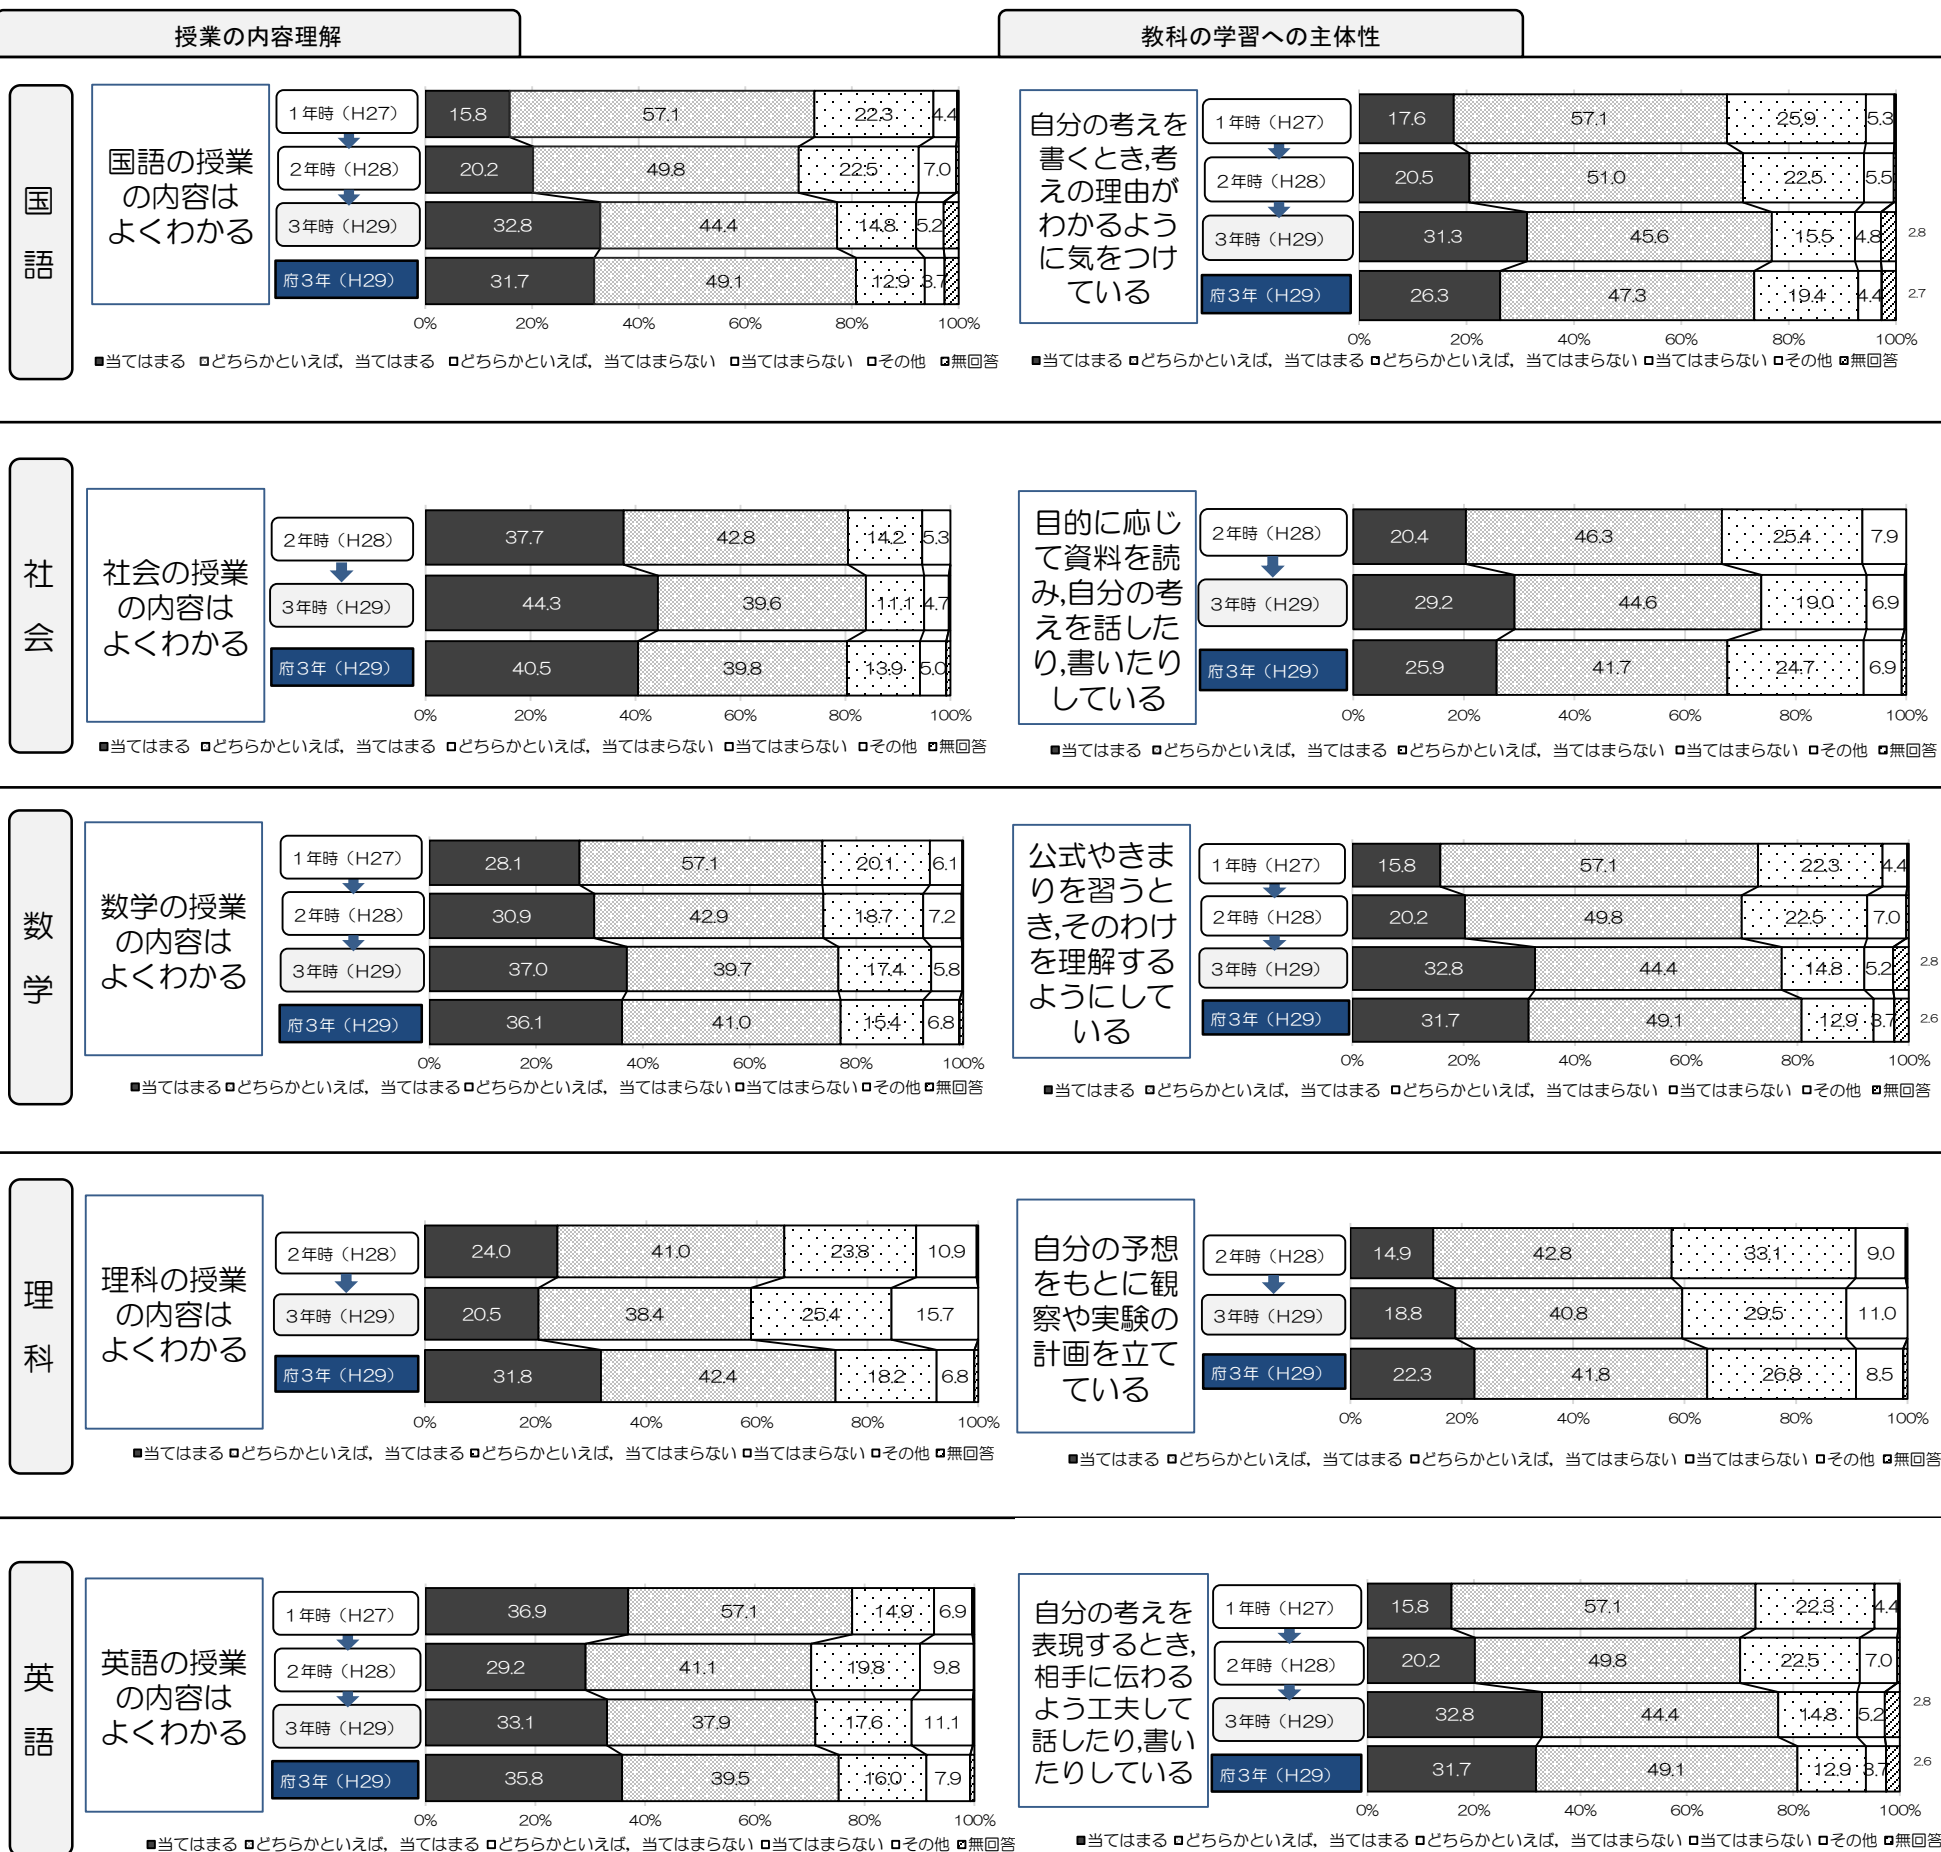 授業の内容理解
教科の学習への主体性
国語
国語の授業
の内容は
よくわかる
1年時（H27）
2年時（H28）
3年時（H29）
府3年（H29）
15.8 57.1 22.3 4.4
20.2 49.8 22.5 7.0
32.8 44.4 14.8 5.2
31.7 49.1 12.9 3.7
0% 20% 40% 60% 80% 100%
■当てはまる □どちらかといえば，当てはまる □どちらかといえば，当てはまらない □当てはまらない □その他 □無回答
自分の考えを
書くとき,考
えの理由が
わかるよう
に気をつけ
ている
1年時（H27）
2年時（H28）
3年時（H29）
府3年（H29）
17.6 57.1 25.9 5.3
20.5 51.0 22.5 5.5
31.3 45.6 15.5 4.8 2.8
26.3 47.3 19.4 4.4 2.7
0% 20% 40% 60% 80% 100%
■当てはまる □どちらかといえば，当てはまる □どちらかといえば，当てはまらない □当てはまらない □その他 □無回答
社会
社会の授業
の内容は
よくわかる
2年時（H28）
3年時（H29）
府3年（H29）
37.7 42.8 14.2 5.3
44.3 39.6 11.1 4.7
40.5 39.8 13.9 5.0
0% 20% 40% 60% 80% 100%
■当てはまる □どちらかといえば，当てはまる □どちらかといえば，当てはまらない □当てはまらない □その他 □無回答
目的に応じ
て資料を読
み,自分の考
えを話した
り,書いたり
している
2年時（H28）
3年時（H29）
府3年（H29）
20.4 46.3 25.4 7.9
29.2 44.6 19.0 6.9
25.9 41.7 24.7 6.9
0% 20% 40% 60% 80% 100%
■当てはまる □どちらかといえば，当てはまる □どちらかといえば，当てはまらない □当てはまらない □その他 □無回答
数学
数学の授業
の内容は
よくわかる
1年時（H27）
2年時（H28）
3年時（H29）
府3年（H29）
28.1 57.1 20.1 6.1
30.9 42.9 18.7 7.2
37.0 39.7 17.4 5.8
36.1 41.0 15.4 6.8
0% 20% 40% 60% 80% 100%
■当てはまる □どちらかといえば，当てはまる □どちらかといえば，当てはまらない □当てはまらない □その他 □無回答
公式やきま
りを習うと
き,そのわけ
を理解する
ようにして
いる
1年時（H27）
2年時（H28）
3年時（H29）
府3年（H29）
15.8 57.1 22.3 4.4
20.2 49.8 22.5 7.0
32.8 44.4 14.8 5.2 2.8
31.7 49.1 12.9 3.7 2.6
0% 20% 40% 60% 80% 100%
■当てはまる □どちらかといえば，当てはまる □どちらかといえば，当てはまらない □当てはまらない □その他 □無回答
理科
理科の授業
の内容は
よくわかる
2年時（H28）
3年時（H29）
府3年（H29）
24.0 41.0 23.8 10.9
20.5 38.4 25.4 15.7
31.8 42.4 18.2 6.8
0% 20% 40% 60% 80% 100%
■当てはまる □どちらかといえば，当てはまる □どちらかといえば，当てはまらない □当てはまらない □その他 □無回答
自分の予想
をもとに観
察や実験の
計画を立て
ている
2年時（H28）
3年時（H29）
府3年（H29）
14.9 42.8 33.1 9.0
18.8 40.8 29.5 11.0
22.3 41.8 26.8 8.5
0% 20% 40% 60% 80% 100%
■当てはまる □どちらかといえば，当てはまる □どちらかといえば，当てはまらない □当てはまらない □その他 □無回答
英語
英語の授業
の内容は
よくわかる
1年時（H27）
2年時（H28）
3年時（H29）
府3年（H29）
36.9 57.1 14.9 6.9
29.2 41.1 19.8 9.8
33.1 37.9 17.6 11.1
35.8 39.5 16.0 7.9
0% 20% 40% 60% 80% 100%
■当てはまる □どちらかといえば，当てはまる □どちらかといえば，当てはまらない □当てはまらない □その他 □無回答
自分の考えを
表現するとき,
相手に伝わる
よう工夫して
話したり,書い
たりしている
1年時（H27）
2年時（H28）
3年時（H29）
府3年（H29）
15.8 57.1 22.3 4.4
20.2 49.8 22.5 7.0
32.8 44.4 14.8 5.2 2.8
31.7 49.1 12.9 3.7 2.6
0% 20% 40% 60% 80% 100%
■当てはまる □どちらかといえば，当てはまる □どちらかといえば，当てはまらない □当てはまらない □その他 □無回答